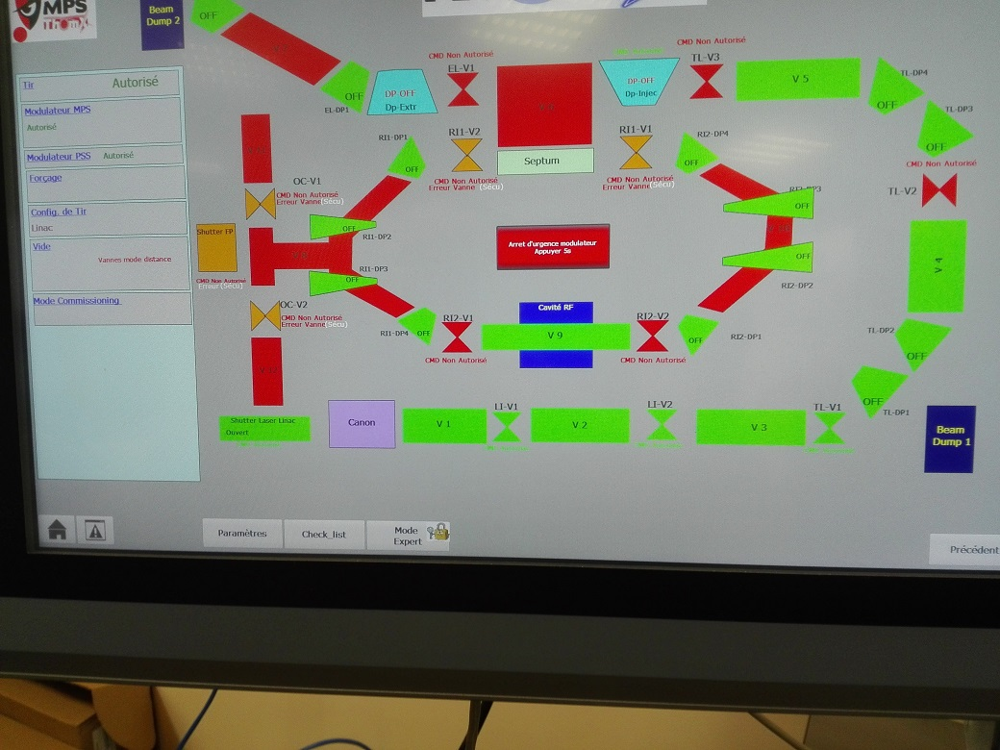 MPS
ThomX
Beam
Dump 2
OFF
Tir
Autorisé
Modulateur MPS
Autorisé
Modulateur PSS
Autorisé
Forçage
Config. de Tir
Linac
Vide
Vannes mode distance
Mode Commissioning
OFF
EL-DP1
DP OFF
Dp-Extr
CMD Non Autorisé
EL-V1
DP-OFF
Dp-Injec
CMD Non Autorisé
TL-V3
V 5
TL-DP4
OFF
TL-DP3
OFF
RI1-DP1
OFF
RI1-V2
CMD Non Autorisé
Erreur Vanne(Sécu)
Septum
RI1-V1
CMD Non Autorisé
Erreur Vanne(Sécu)
RI2-DP4
OFF
CMD Non Autorisé
TL-V2
OC-V1
CMD Non Autorisé
Erreur Vanne(Sécu)
OFF
RI1-DP2
OFF
Shutter FP
CMD Non Autorisé
Erreur(Sécu)
Arret d'urgence modulateur
Appuyer 5s
RI1-DP3
OFF
OFF
RI2-DP2
V 4
OC-V2
CMD Non Autorisé
Erreur Vanne(Sécu)
RI1-DP4
OFF
RI2-V1
CMD Non Autorisé
Cavité RF
V 9
RI2-V2
CMD Non Autorisé
OFF
RI2-DP1
TL-DP2
OFF
OFF
TL-DP1
Shutter Laser Linac
Ouvert
Canon
V 1
LI-V1
V 2
LI-V2
V 3
TL-V1
Beam
Dump 1
Paramètres
Check_list
Mode
Expert
Précédent